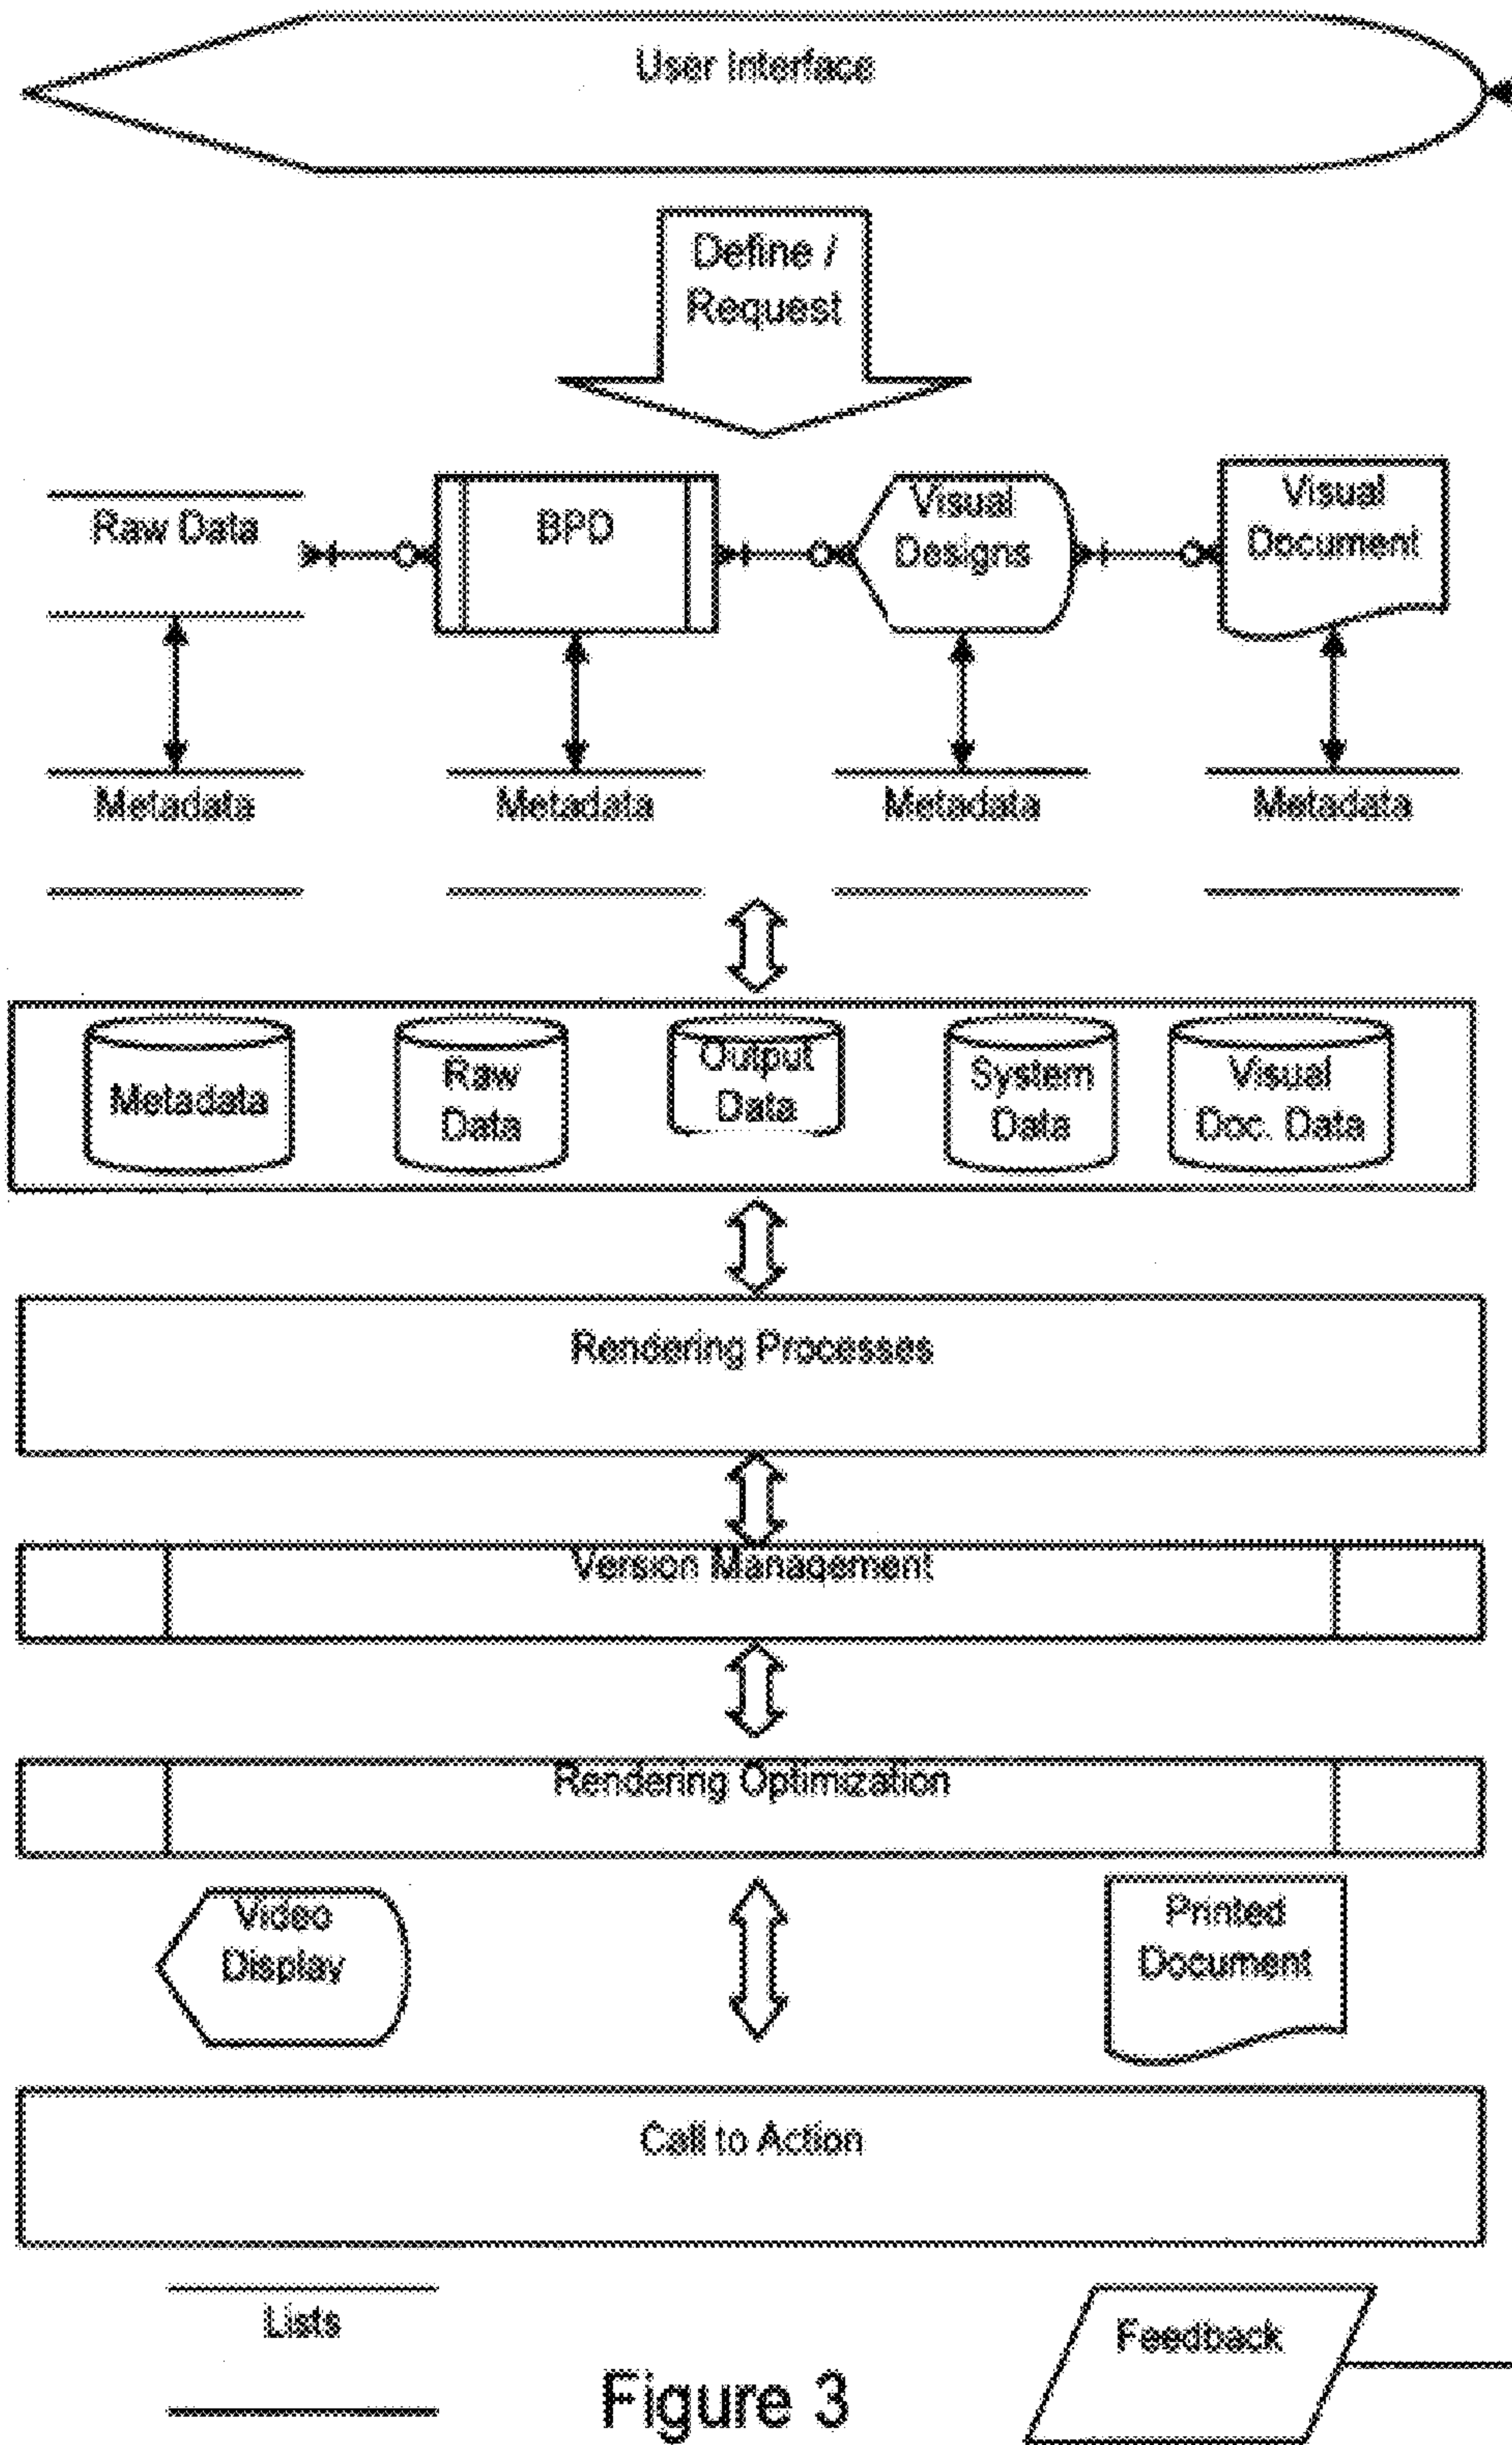 User Interface
Define /
Request
Raw Data
BPD
Visual
Designs
Visual
Document
Metadata
Metadata
Metadata
Metadata
Metadata
Raw
Data
Output
Data
System
Data
Visual
Doc. Data
Rendering Processes
Version Management
Rendering Optimization
Video
Display
Printed
Document
Call to Action
Lists
Feedback
Figure 3